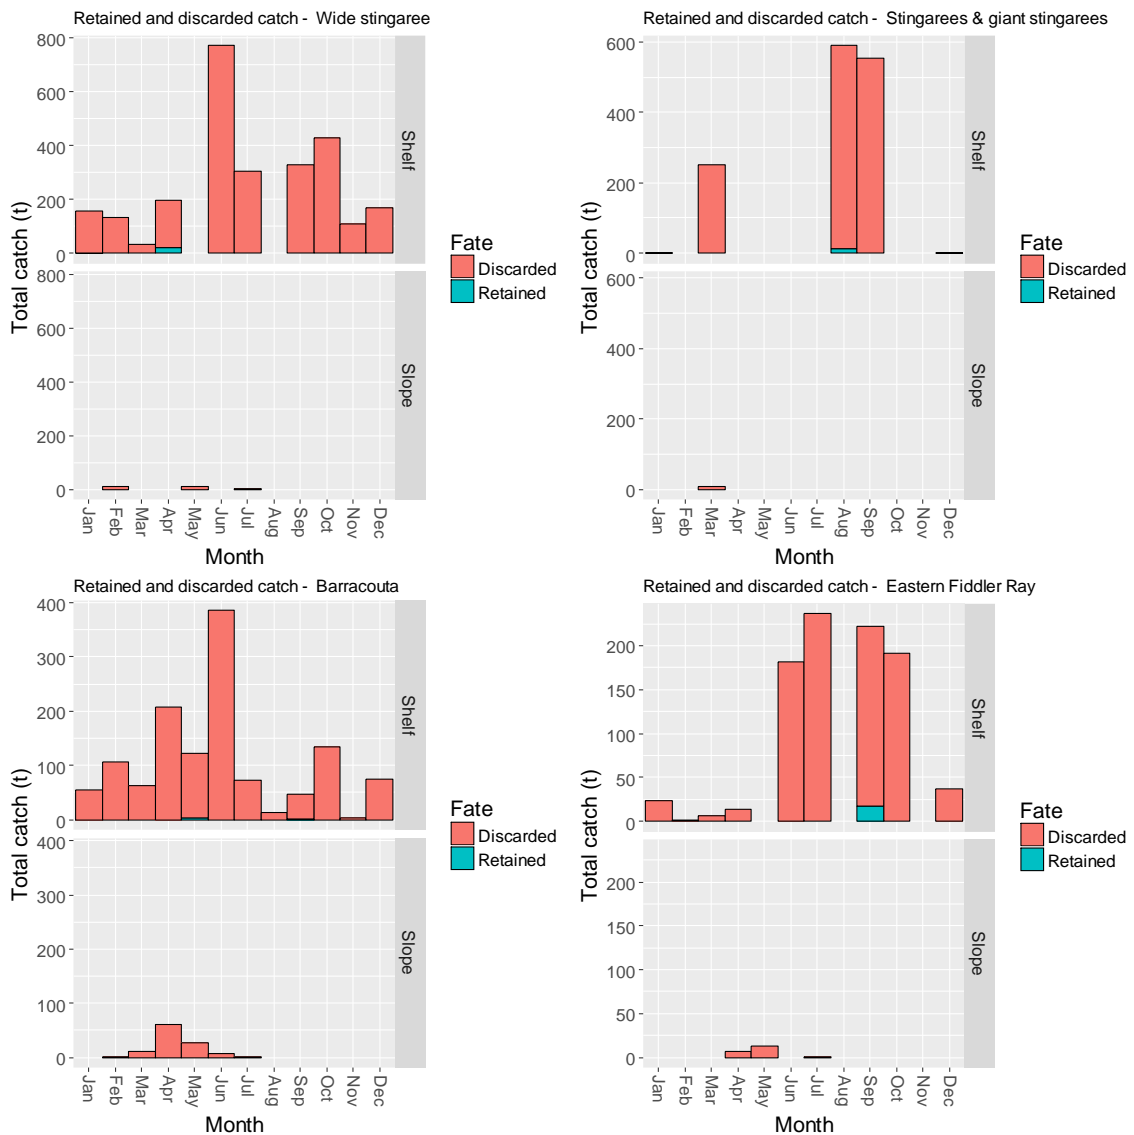 Retained and discarded catch - Wide stingaree
Total catch (t)
800
600
400
200
0
Shelf
800
600
400
200
0
Slope
Jan Feb Mar Apr May Jun Jul Aug Sep Oct Nov Dec
Month
Fate
Discarded
Retained
Retained and discarded catch - Stingarees & giant stingarees
Total catch (t)
600
400
200
0
Shelf
600
400
200
0
Slope
Jan Feb Mar Apr May Jun Jul Aug Sep Oct Nov Dec
Month
Fate
Discarded
Retained
Retained and discarded catch - Barracouta
Total catch (t)
400
300
200
100
0
Shelf
400
300
200
100
0
Slope
Jan Feb Mar Apr May Jun Jul Aug Sep Oct Nov Dec
Month
Fate
Discarded
Retained
Retained and discarded catch - Eastern Fiddler Ray
Total catch (t)
200
150
100
50
0
Shelf
200
150
100
50
0
Slope
Jan Feb Mar Apr May Jun Jul Aug Sep Oct Nov Dec
Month
Fate
Discarded
Retained